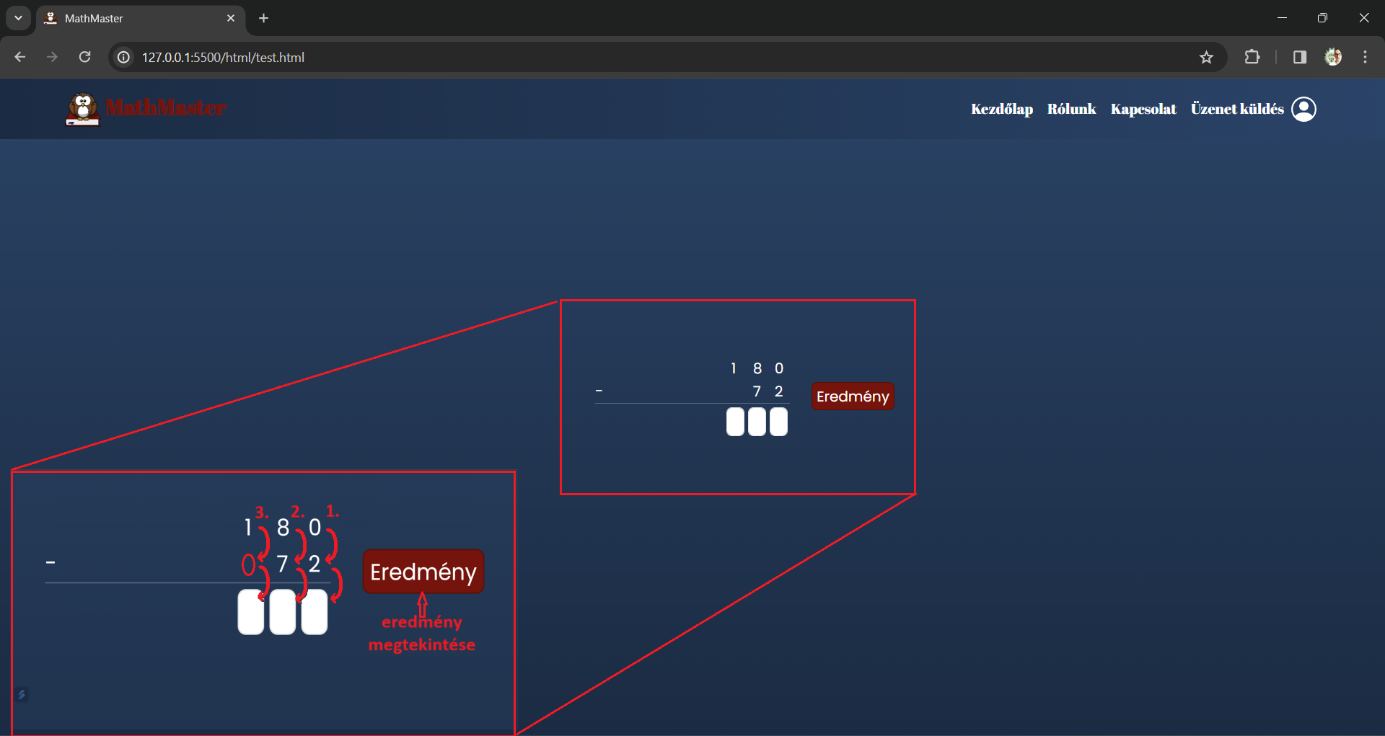 MathMaster
127.0.0.1:5500/html/test.html
MathMaster
Kezdőlap Rólunk Kapcsolat Üzenet küldés
1 8 0
- 7 2
Eredmény
3. 2. 1.
1 8 0
- 0 7 2
Eredmény
eredmény
megtekintése